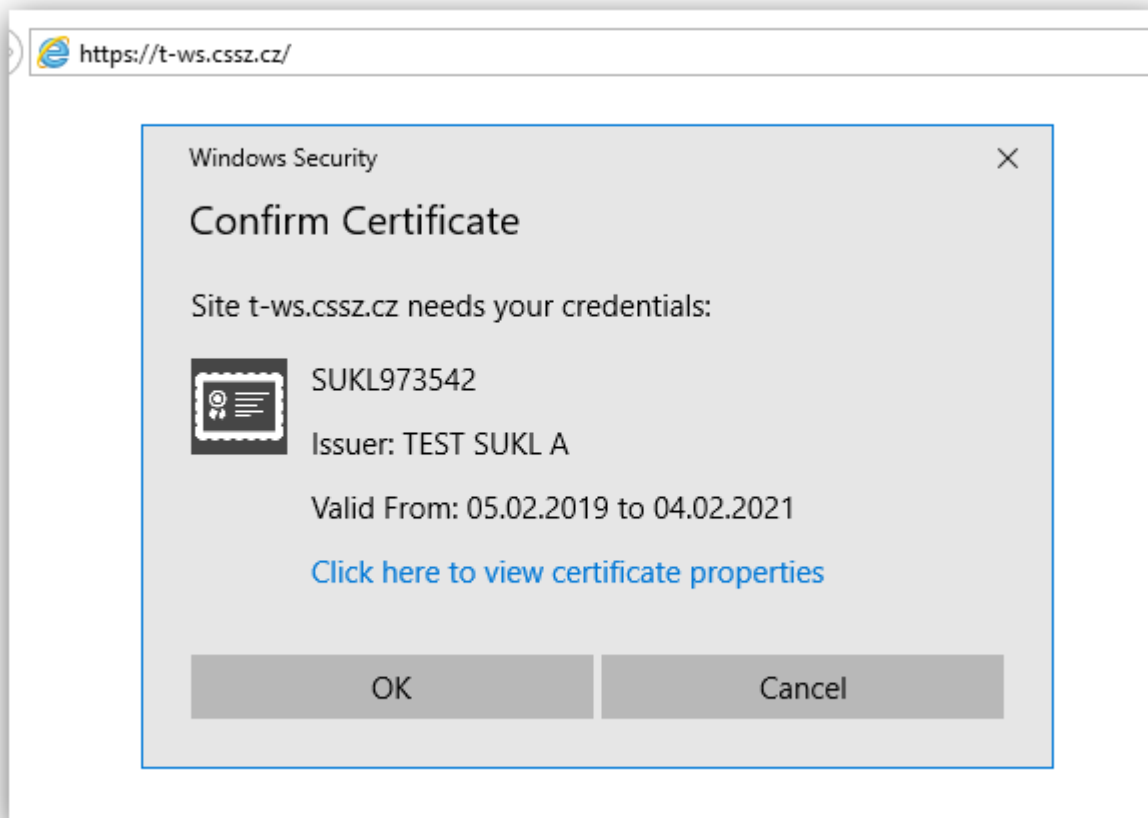 https://t-ws.cssz.cz/
Windows Security
Confirm Certificate
Site t-ws.cssz.cz needs your credentials:
SUKL973542
Issuer: TEST SUKL A
Valid From: 05.02.2019 to 04.02.2021
Click here to view certificate properties
OK
Cancel